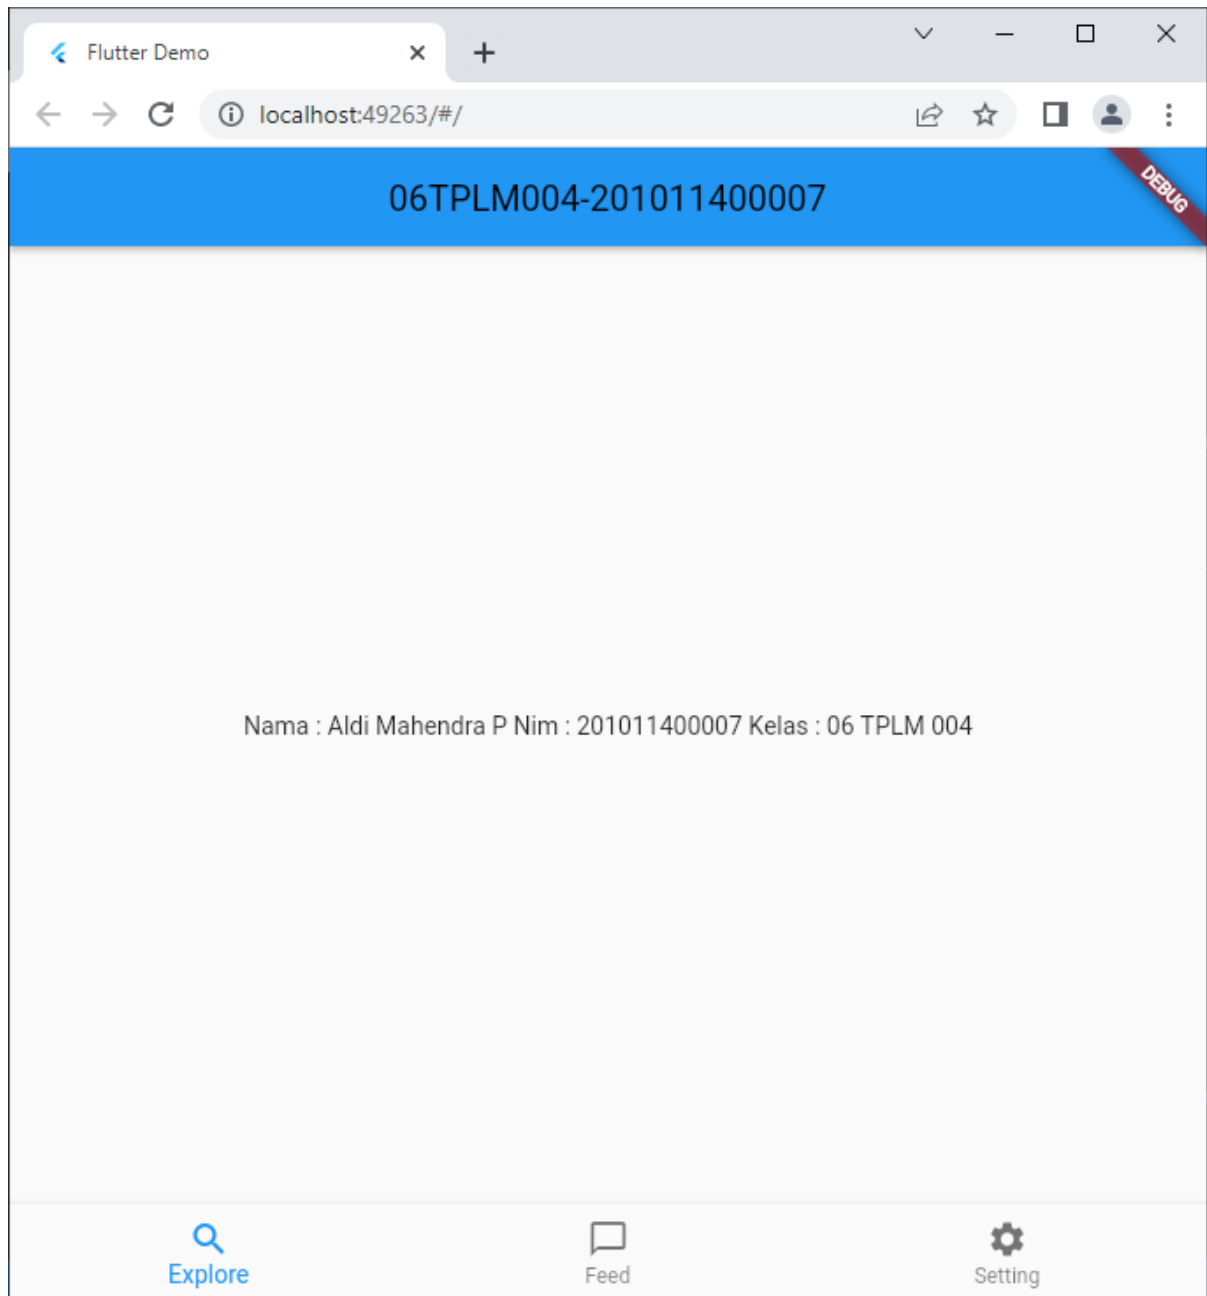 Flutter Demo
localhost:49263/#/
06TPLM004-201011400007
DEBUG
Nama : Aldi Mahendra P Nim : 201011400007 Kelas : 06 TPLM 004
Explore
Feed
Setting